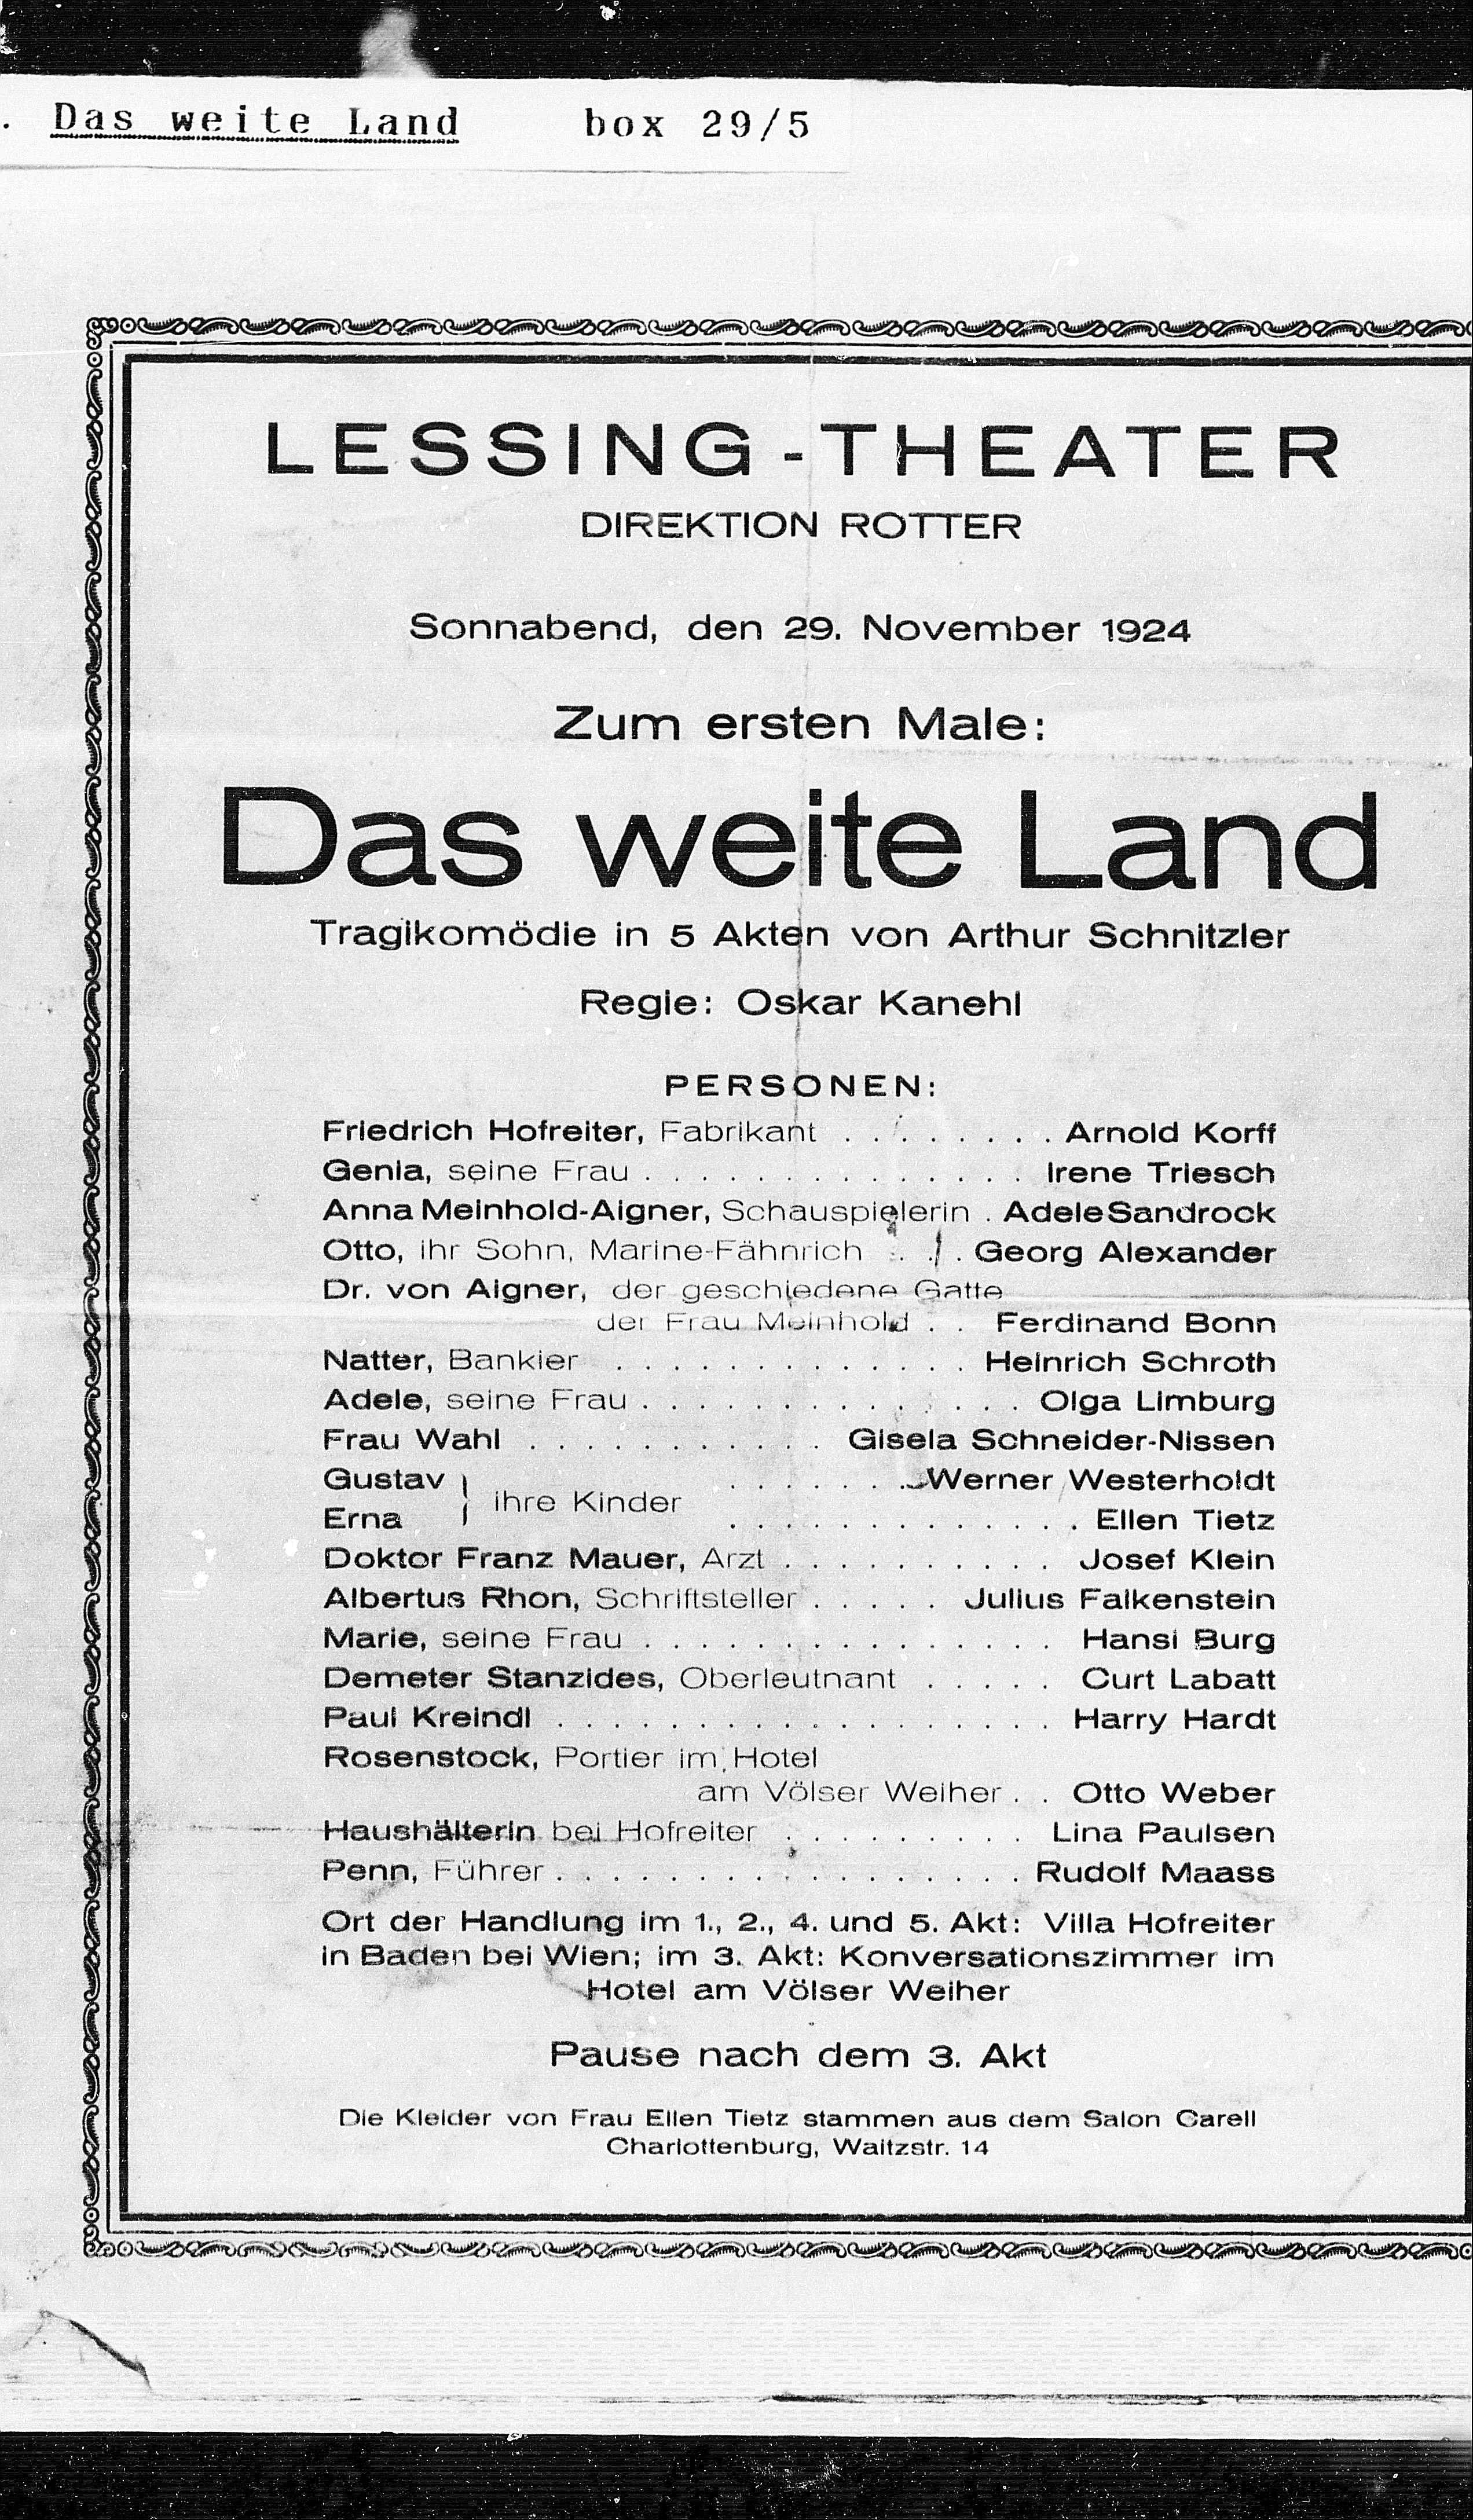 . Das weite Land box 29/5
LESSING-THEATER
DIREKTION ROTTER
Sonnabend, den 29. November 1924
Zum ersten Male:
Das weite Land
Tragikomödie in 5 Akten von Arthur Schnitzler
Regie: Oskar Kanehl
PERSONEN:
Friedrich Hofreiter, Fabrikant . . . . . . . . Arnold Korff
Genia, seine Frau . . . . . . . . . . . . . . Irene Triesch
Anna Meinhold-Aigner, Schauspielerin . Adele Sandrock
Otto, ihr Sohn, Marine-Fähnrich . . . . Georg Alexander
Dr. von Aigner, der geschiedene Gatte
der Frau Meinhold . . Ferdinand Bonn
Natter, Bankier . . . . . . . . . . . . . Heinrich Schroth
Adele, seine Frau . . . . . . . . . . . . . . Olga Limburg
Frau Wahl . . . . . . . . . . . Gisela Schneider-Nissen
Gustav } . . . . . . . Werner Westerholdt
ihre Kinder
Erna . . . . . . . . . . . . . Ellen Tietz
Doktor Franz Mauer, Arzt . . . . . . . . . . Josef Klein
Albertus Rhon, Schriftsteller . . . . . Julius Falkenstein
Marie, seine Frau . . . . . . . . . . . . . . . Hansi Burg
Demeter Stanzides, Oberleutnant . . . . . Curt Labatt
Paul Kreindl . . . . . . . . . . . . . . . . . . Harry Hardt
Rosenstock, Portier im Hotel
am Völser Weiher . . Otto Weber
Haushälterin bei Hofreiter . . . . . . . . . Lina Paulsen
Penn, Führer . . . . . . . . . . . . . . . . . Rudolf Maass
Ort der Handlung im 1., 2., 4. und 5. Akt: Villa Hofreiter
in Baden bei Wien; im 3. Akt: Konversationszimmer im
Hotel am Völser Weiher
Pause nach dem 3. Akt
Die Kleider von Frau Ellen Tietz stammen aus dem Salon Carell
Charlottenburg, Waitzstr. 14